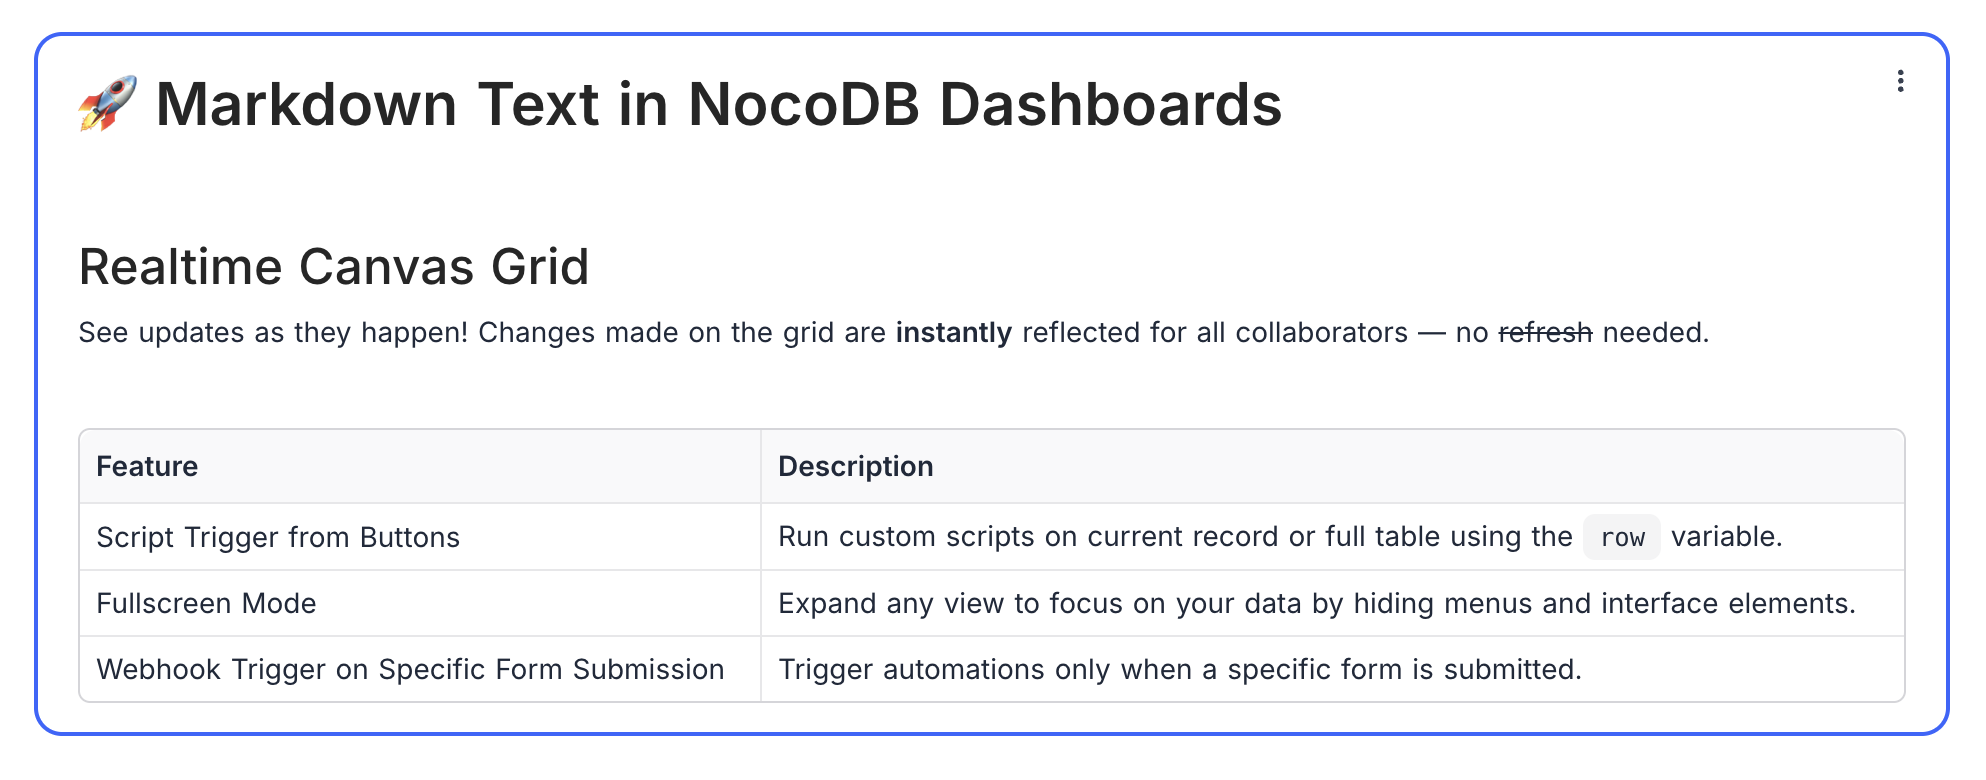 🚀 Markdown Text in NocoDB Dashboards
Realtime Canvas Grid
See updates as they happen! Changes made on the grid are instantly reflected for all collaborators — no refresh needed.
Feature Description
Script Trigger from Buttons Run custom scripts on current record or full table using the row variable.
Fullscreen Mode Expand any view to focus on your data by hiding menus and interface elements.
Webhook Trigger on Specific Form Submission Trigger automations only when a specific form is submitted.